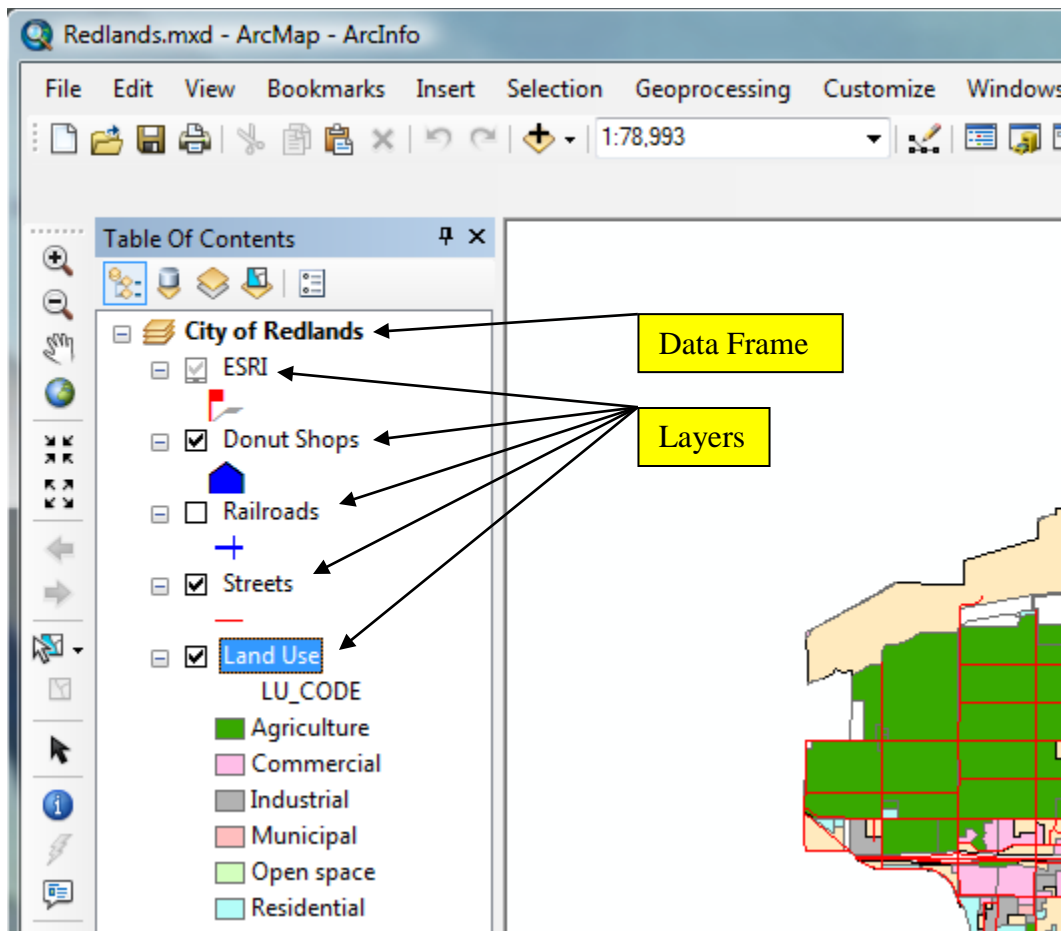 Redlands.mxd - ArcMap - ArcInfo
File Edit View Bookmarks Insert Selection Geoprocessing Customize Windows
1:78,993
Table Of Contents
City of Redlands
Data Frame
ESRI
Donut Shops
Layers
Railroads
Streets
Land Use
LU_CODE
Agriculture
Commercial
Industrial
Municipal
Open space
Residential